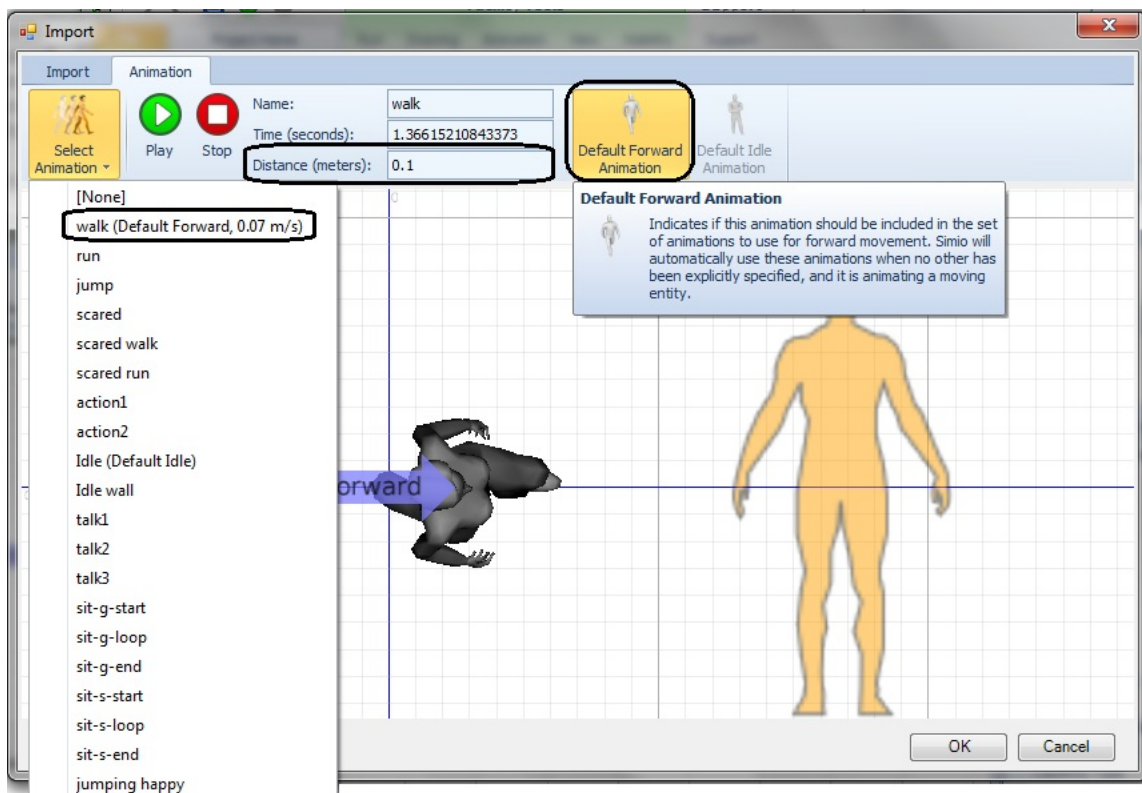 Import
Import Animation
Select Animation
Play
Stop
Name: walk
Time (seconds): 1.36615210843373
Distance (meters): 0.1
Default Forward Animation
Default Idle Animation
[None]
walk (Default Forward, 0.07 m/s)
run
jump
scared
scared walk
scared run
action1
action2
Idle (Default Idle)
Idle wall
talk1
talk2
talk3
sit-g-start
sit-g-loop
sit-g-end
sit-s-start
sit-s-loop
sit-s-end
jumping happy
0
Default Forward Animation
Indicates if this animation should be included in the set
of animations to use for forward movement. Simio will
automatically use these animations when no other has
been explicitly specified, and it is animating a moving
entity.
orward
OK Cancel